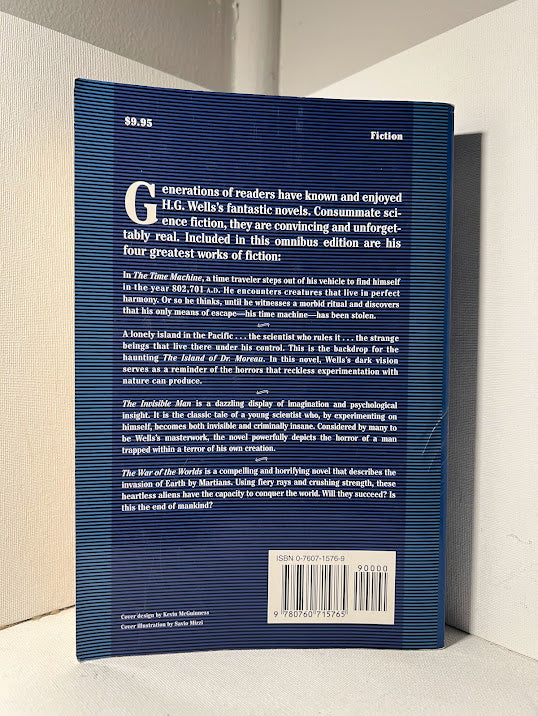 $9.95
Fiction
Generations of readers have known and enjoyed
H.G. Wells's fantastic novels. Consummate sci-
ence fiction, they are convincing and unforget-
tably real. Included in this omnibus edition are his
four greatest works of fiction:
In The Time Machine, a time traveler steps out of his vehicle to find himself
in the year 802,701 A.D. He encounters creatures that live in perfect
harmony. Or so he thinks, until he witnesses a morbid ritual and discovers
that his only means of escape—his time machine—has been stolen.
A lonely island in the Pacific . . . the scientist who rules it . . . the strange
beings that live there under his control. This is the backdrop for the
haunting The Island of Dr. Moreau. In this novel, Wells's dark vision
serves as a reminder of the horrors that reckless experimentation with
nature can produce.
The Invisible Man is a dazzling display of imagination and psychological
insight. It is the classic tale of a young scientist who, by experimenting on
himself, becomes both invisible and criminally insane. Considered by many to
be Wells's masterwork, the novel powerfully depicts the horror of a man
trapped within a terror of his own creation.
The War of the Worlds is a compelling and horrifying novel that describes the
invasion of Earth by Martians. Using fiery rays and crushing strength, these
heartless aliens have the capacity to conquer the world. Will they succeed? Is
this the end of mankind?
ISBN 0-7607-1576-9
90000
9 780760 715765
Cover design by Kevin McGuinness
Cover illustration by Savio Mizzi